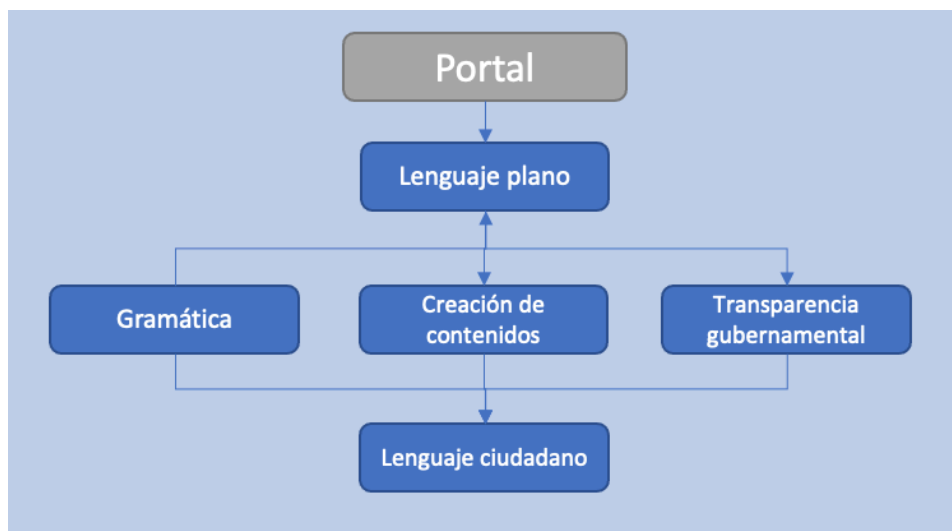 Portal
Lenguaje plano
Gramática
Creación de
contenidos
Transparencia
gubernamental
Lenguaje ciudadano